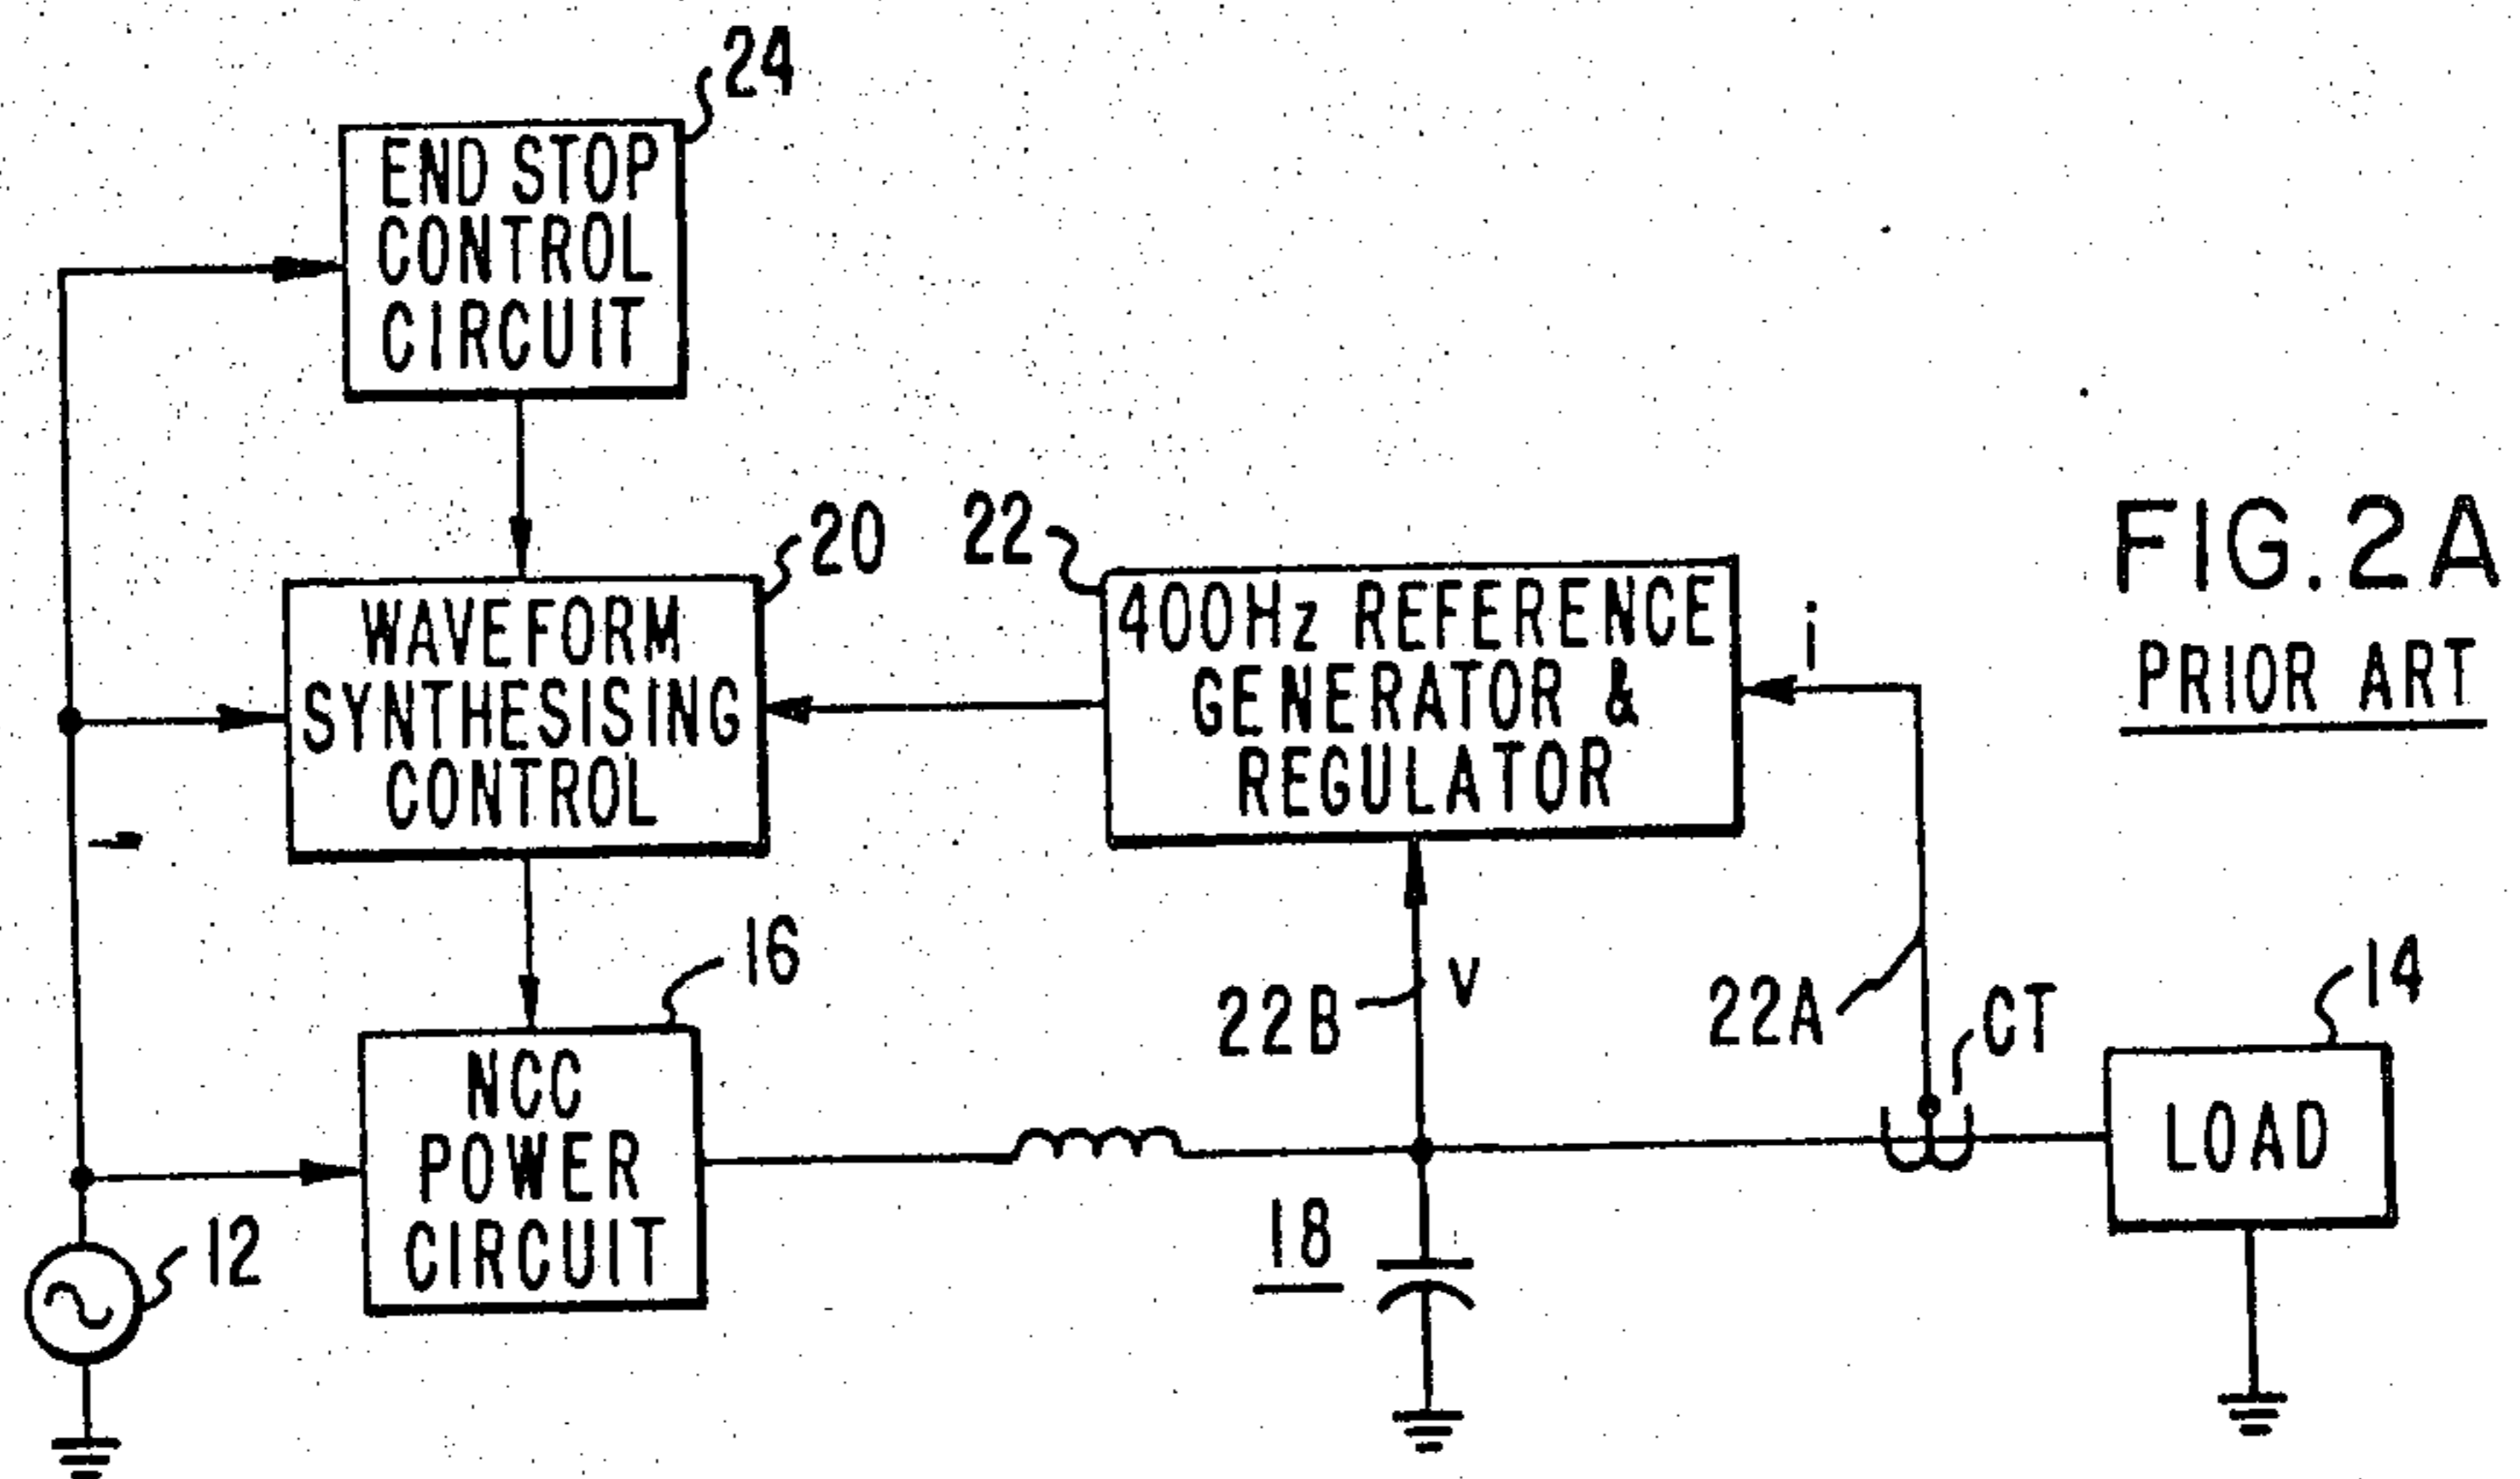 24
END STOP
CONTROL
CIRCUIT
20
WAVEFORM
SYNTHESISING
CONTROL
22
400Hz REFERENCE
GENERATOR &
REGULATOR
i
FIG.2A
PRIOR ART
16
NCC
POWER
CIRCUIT
22B
V
22A
CT
14
LOAD
12
18